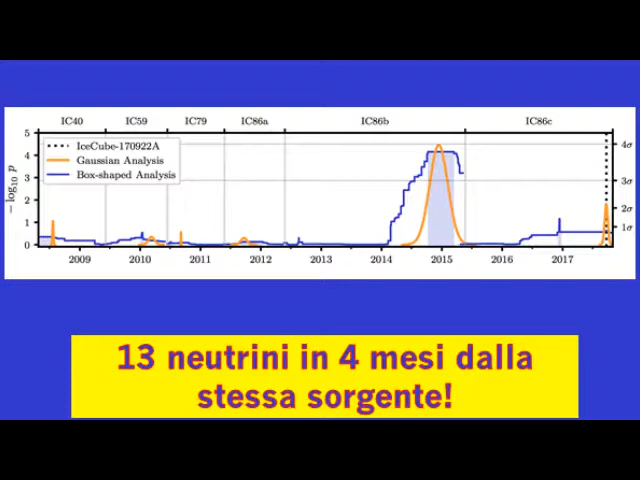 IC40 IC59 IC79 IC86a IC86b IC86c
5
4
3
2
1
0
− log10 p
IceCube-170922A
Gaussian Analysis
Box-shaped Analysis
4σ
3σ
2σ
1σ
2009 2010 2011 2012 2013 2014 2015 2016 2017
13 neutrini in 4 mesi dalla
stessa sorgente!